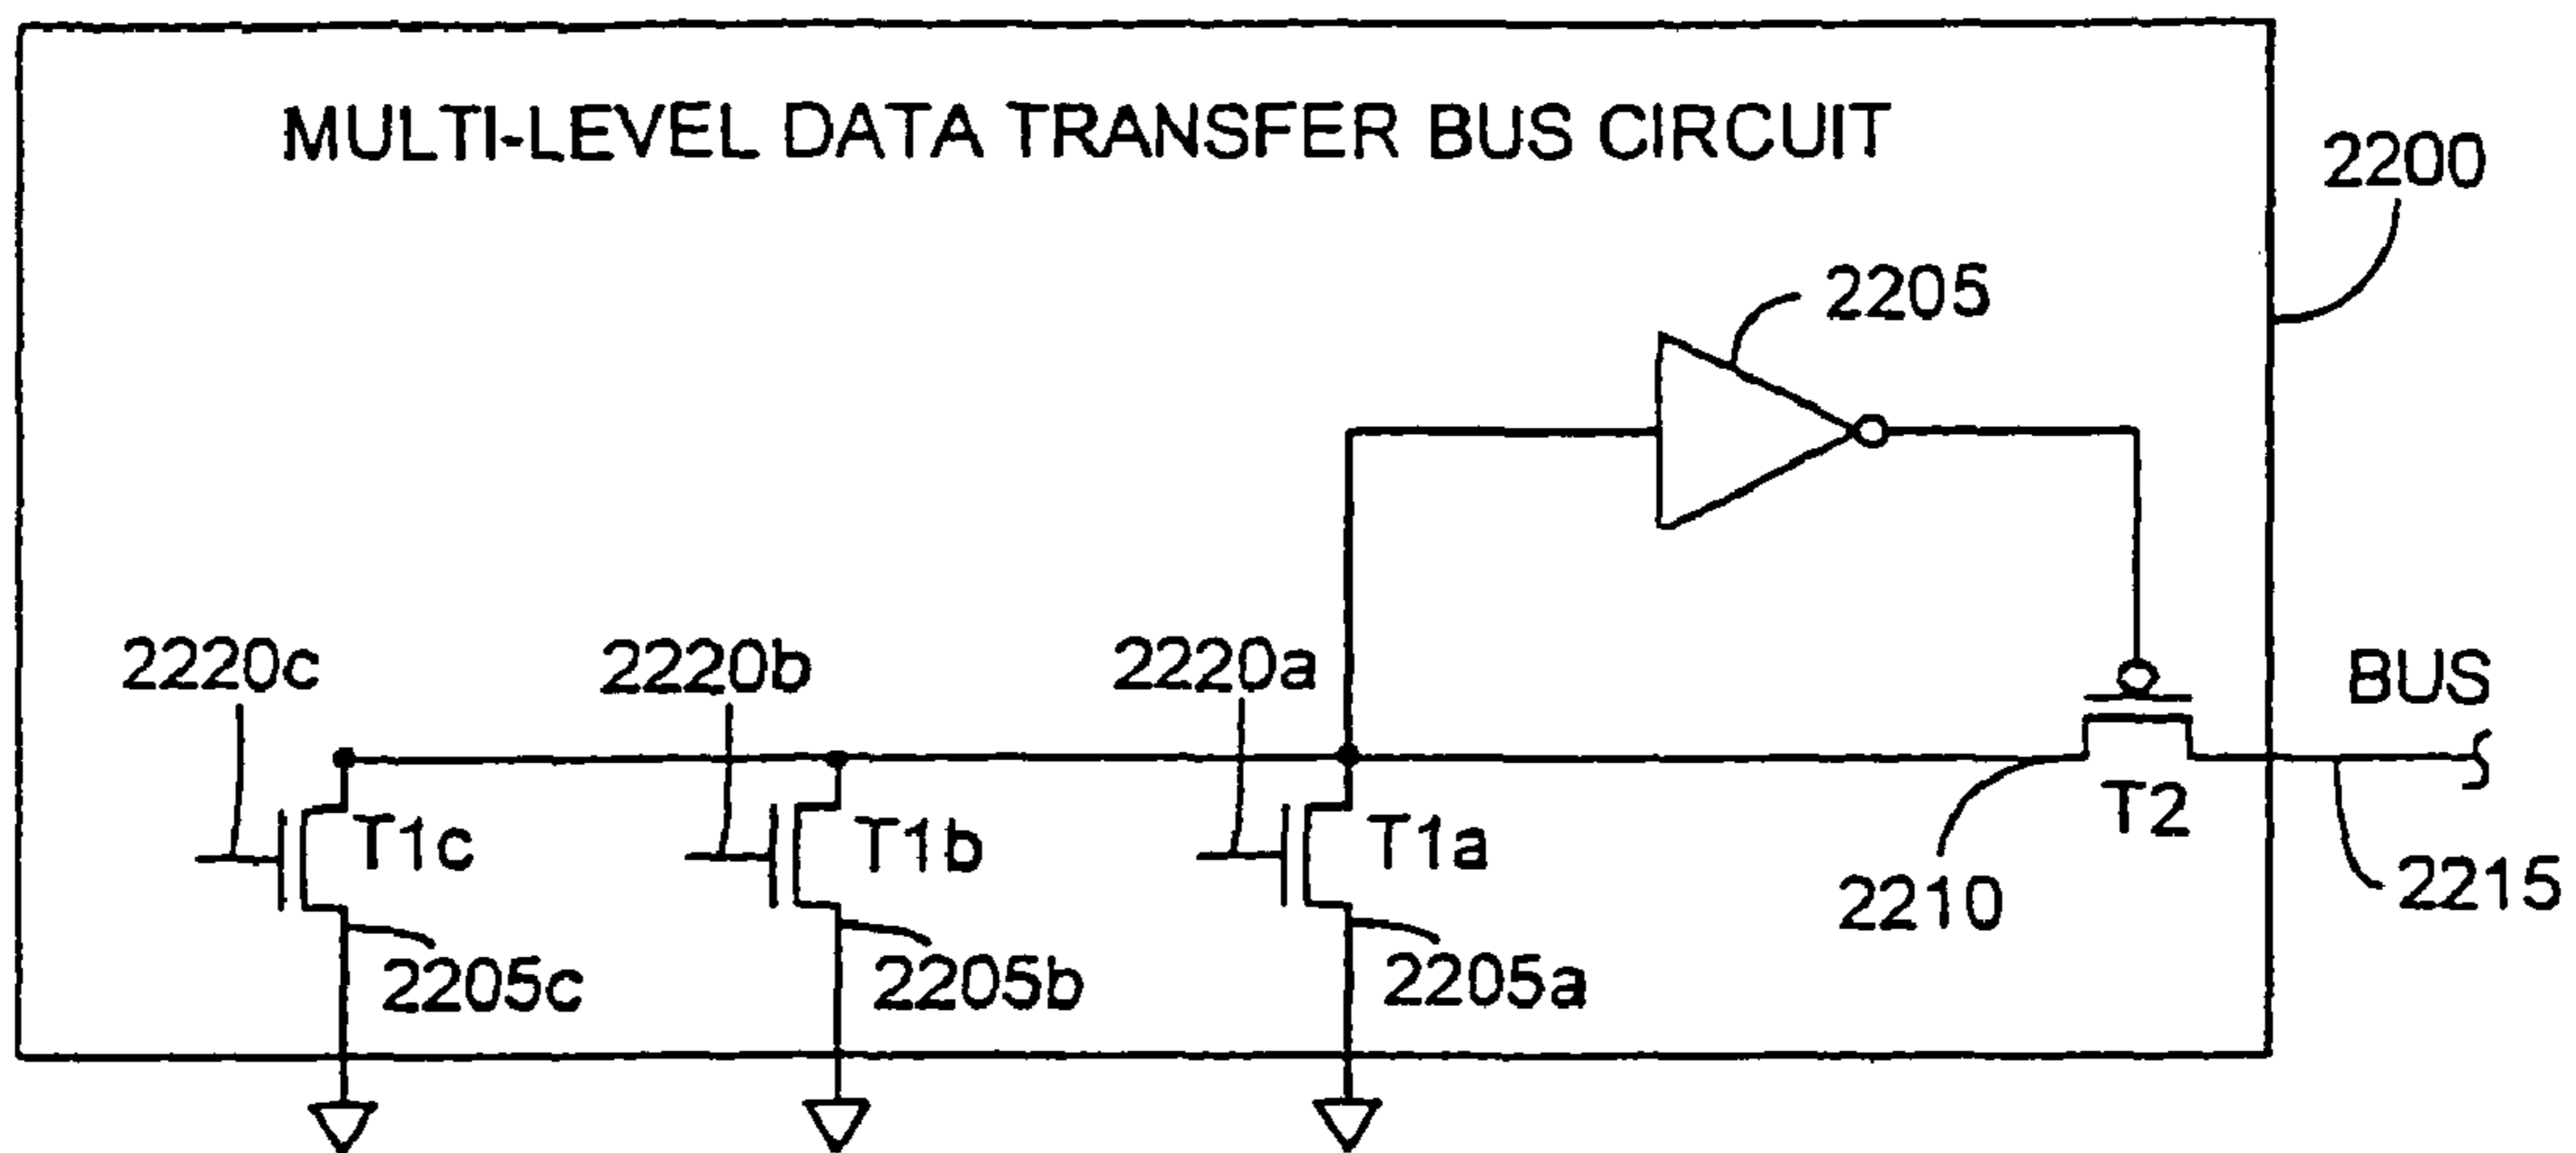 MULTI-LEVEL DATA TRANSFER BUS CIRCUIT
2200
2205
2220c
2220b
2220a
BUS
T1c
T1b
T1a
T2
2210
2215
2205c
2205b
2205a